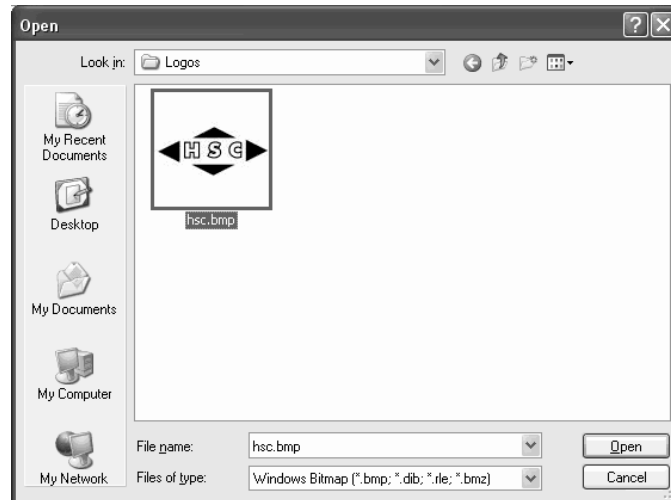 Open
Look in:
Logos
My Recent
Documents
Desktop
My Documents
My Computer
My Network
HSC
hsc.bmp
File name:
hsc.bmp
Open
Files of type:
Windows Bitmap (*.bmp; *.dib; *.rle; *.bmz)
Cancel